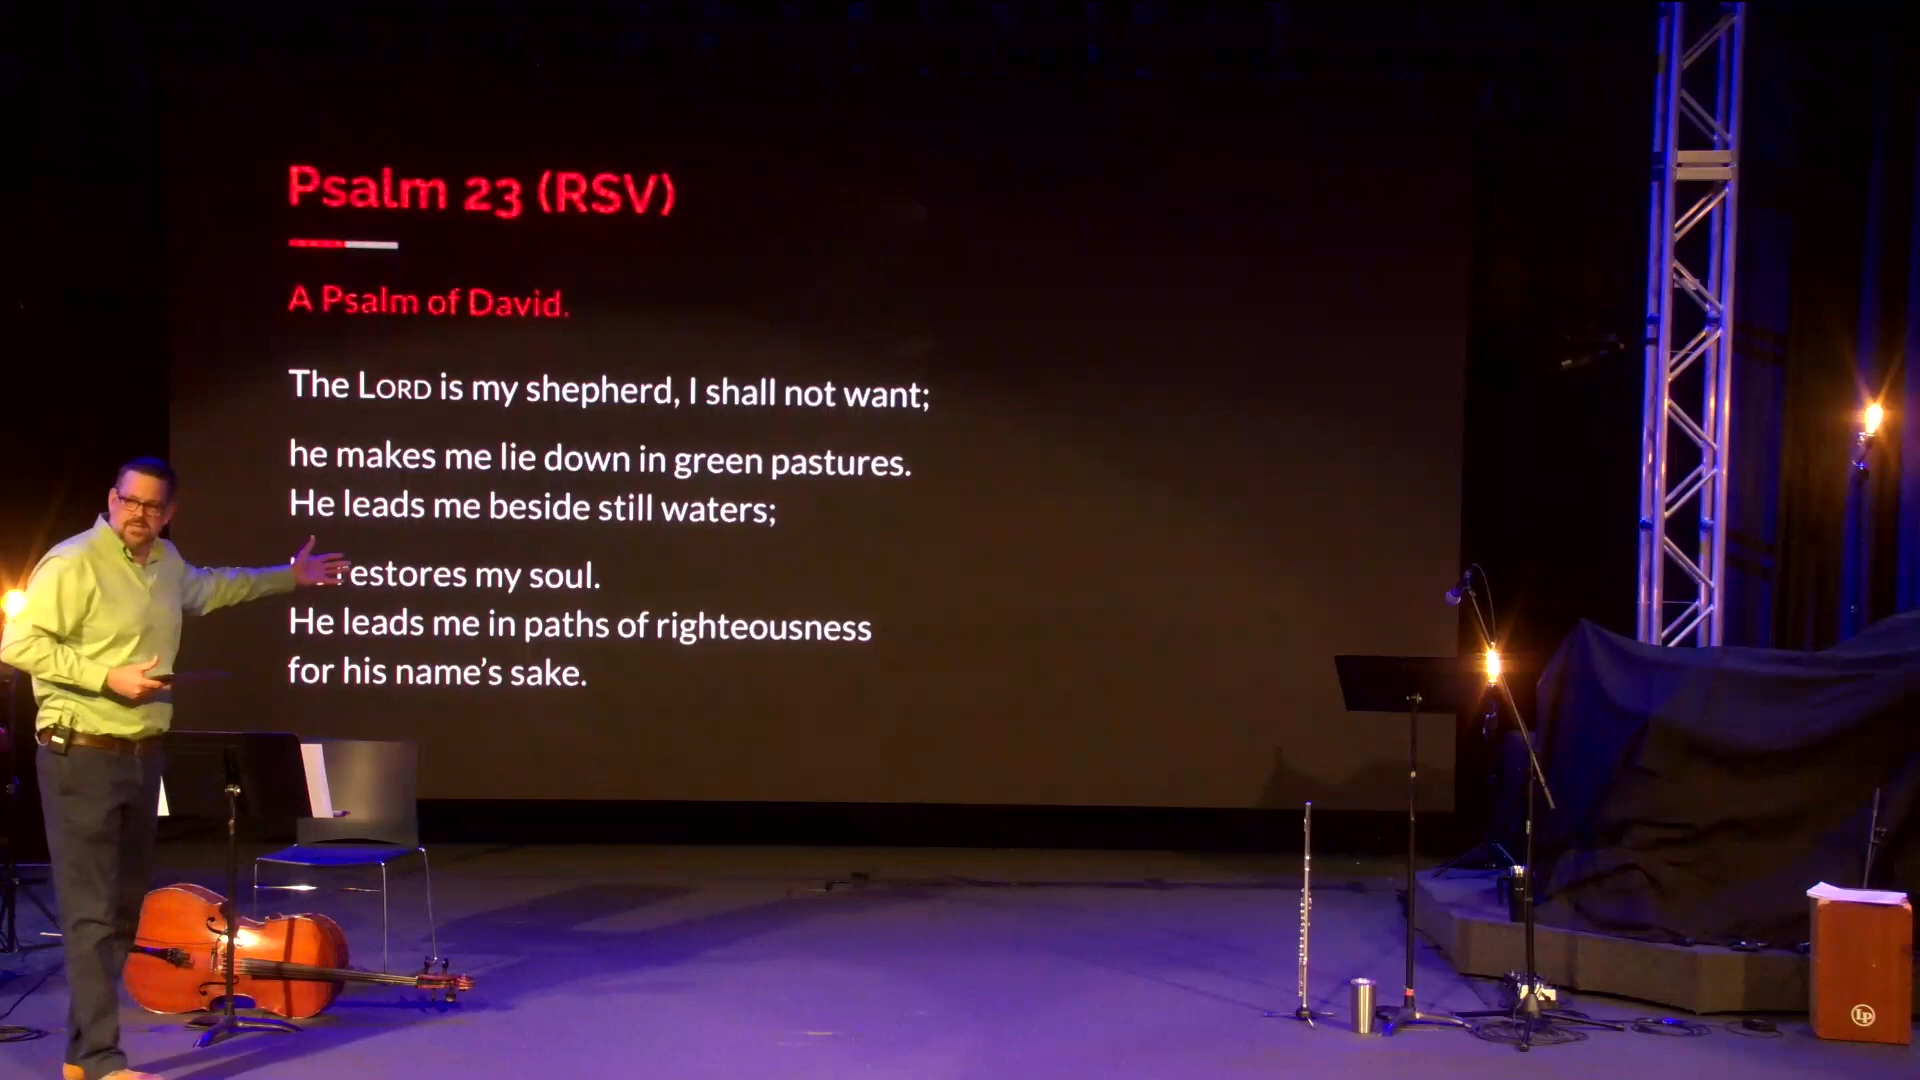 Psalm 23 (RSV)
A Psalm of David.
The LORD is my shepherd, I shall not want;
he makes me lie down in green pastures.
He leads me beside still waters;
restores my soul.
He leads me in paths of righteousness
for his name’s sake.
LP